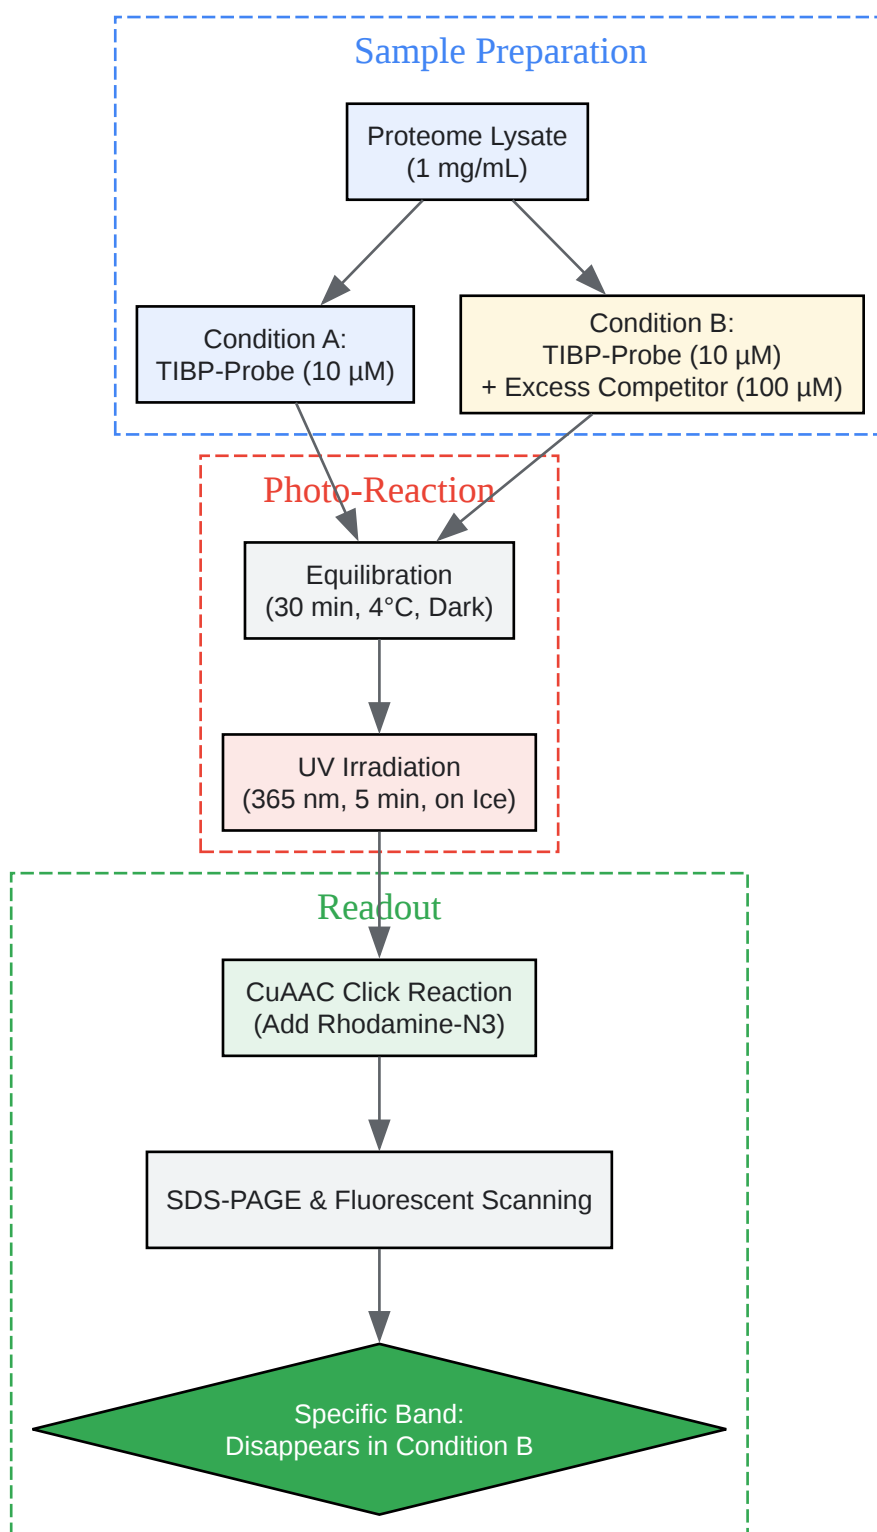 Sample Preparation
Proteome Lysate
(1 mg/mL)
Condition A:
TIBP-Probe (10 µM)
Condition B:
TIBP-Probe (10 µM)
+ Excess Competitor (100 µM)
Photo-Reaction
Equilibration
(30 min, 4°C, Dark)
UV Irradiation
(365 nm, 5 min, on Ice)
Readout
CuAAC Click Reaction
(Add Rhodamine-N3)
SDS-PAGE & Fluorescent Scanning
Specific Band:
Disappears in Condition B